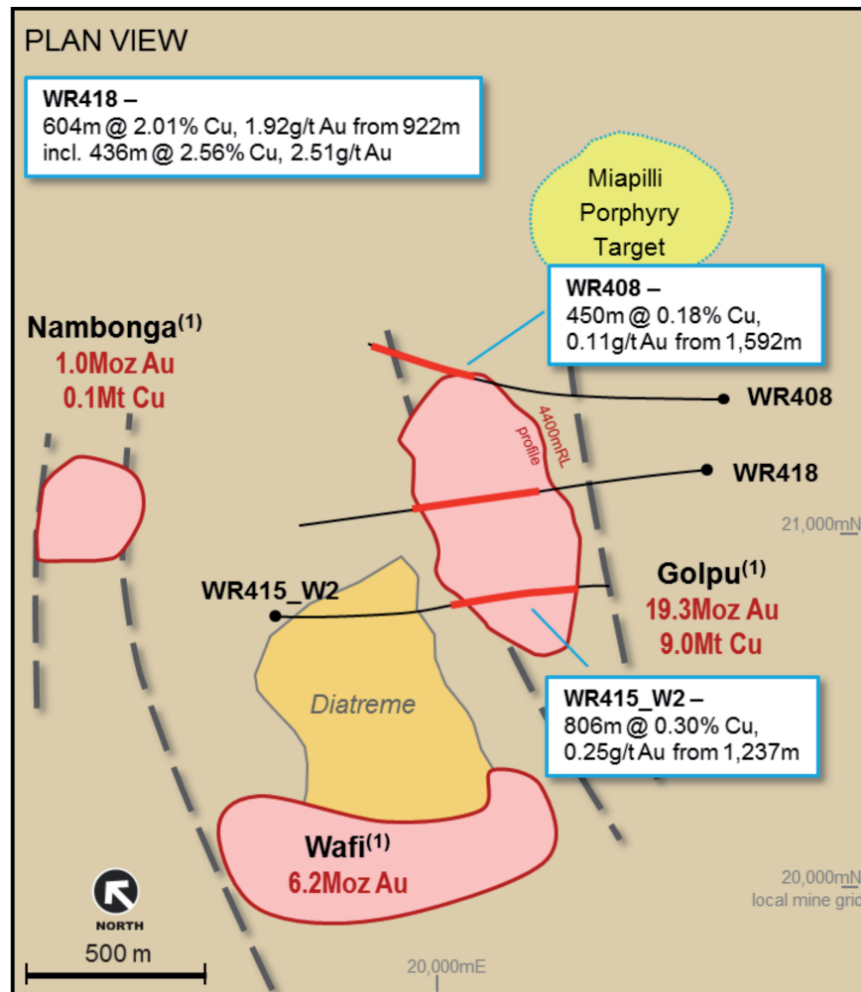 PLAN VIEW
WR418 –
604m @ 2.01% Cu, 1.92g/t Au from 922m
incl. 436m @ 2.56% Cu, 2.51g/t Au
Miapilli
Porphyry
Target
WR408 –
450m @ 0.18% Cu,
0.11g/t Au from 1,592m
Nambonga(1)
1.0Moz Au
0.1Mt Cu
WR408
4400mRL
profile
WR418
21,000mN
WR415_W2
Golpu(1)
19.3Moz Au
9.0Mt Cu
Diatreme
WR415_W2 –
806m @ 0.30% Cu,
0.25g/t Au from 1,237m
Wafi(1)
6.2Moz Au
20,000mN
local mine grid
NORTH
500 m
20,000mE